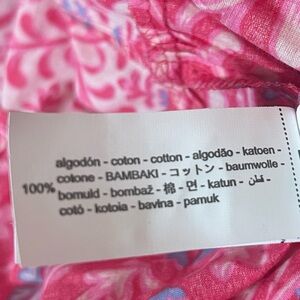 algodón - coton - cotton - algodão - katoen -
cotone - BAMBAKI - コットン - baumwolle -
100% bomuld - bombaž - 棉 - 면 - katun - قطن -
cotó - kotoia - bavlna - pamuk